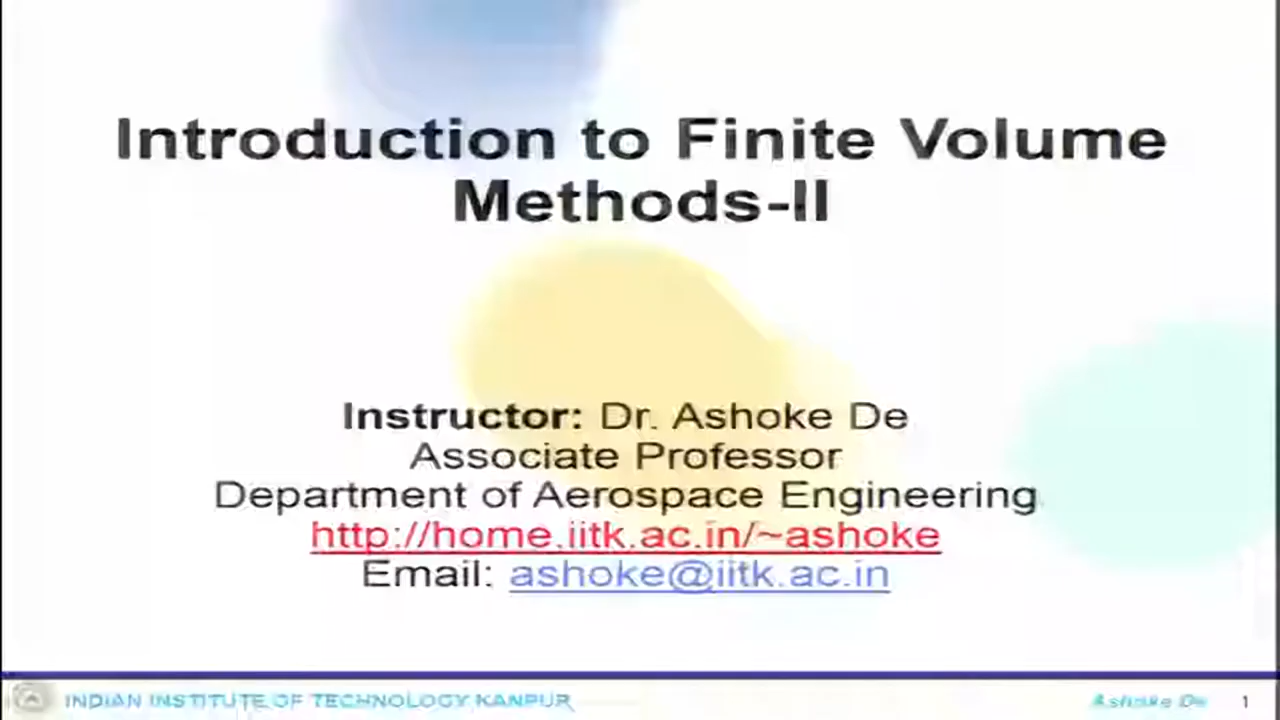 Introduction to Finite Volume
Methods-II
Instructor: Dr. Ashoke De
Associate Professor
Department of Aerospace Engineering
http://home.iitk.ac.in/~ashoke
Email: ashoke@iitk.ac.in
INDIAN INSTITUTE OF TECHNOLOGY KANPUR
Ashoke De 1